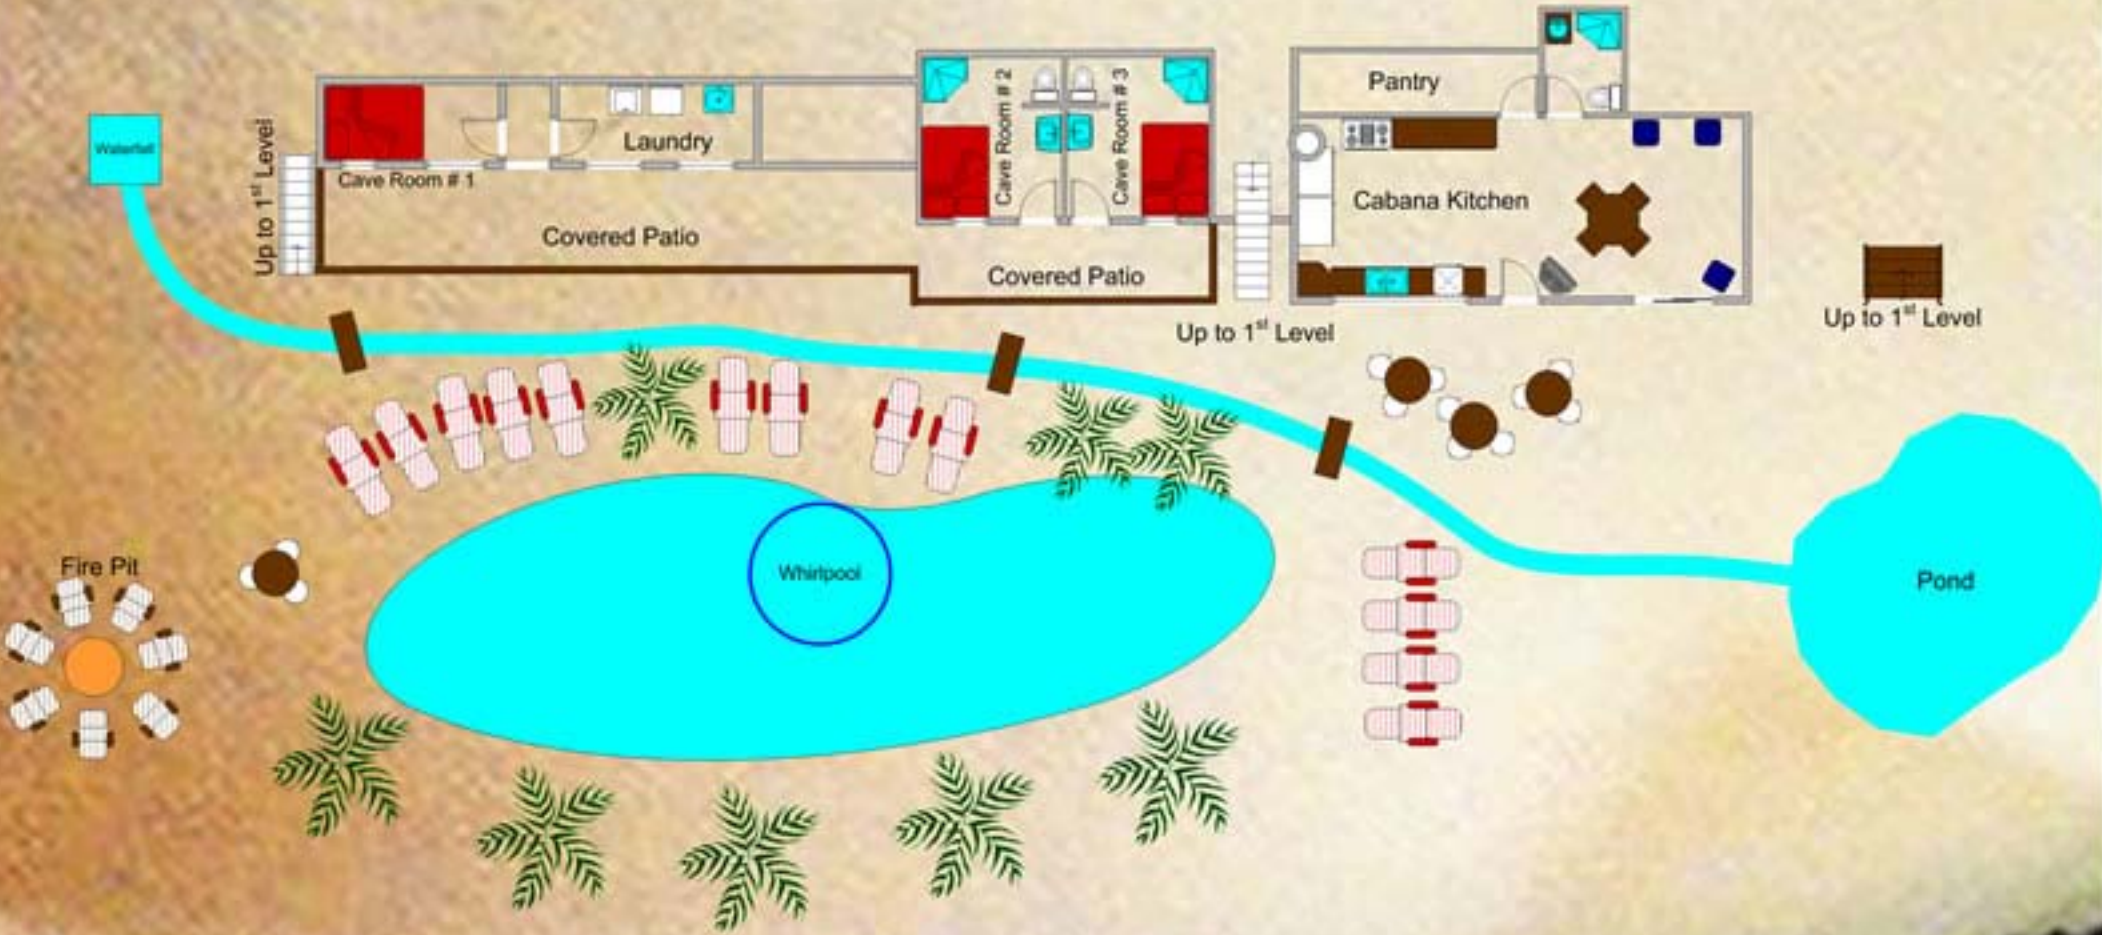 Waterfall
Up to 1st Level
Cave Room # 1
Laundry
Covered Patio
Cave Room # 2
Cave Room # 3
Covered Patio
Up to 1st Level
Pantry
Cabana Kitchen
Up to 1st Level
Fire Pit
Whirlpool
Pond